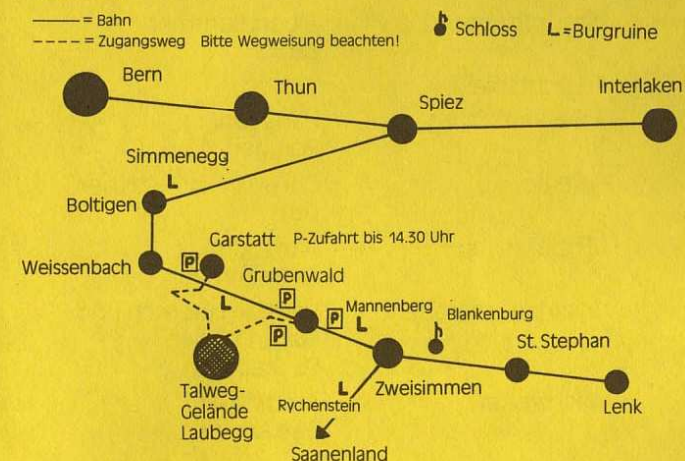 ——— = Bahn
---- = Zugangsweg Bitte Wegweisung beachten!
Schloss
L = Burgruine
Bern
Thun
Spiez
Interlaken
Simmenegg
L
Boltigen
Garstatt P-Zufahrt bis 14.30 Uhr
Weissenbach
P
Grubenwald
L
P
P
P
Mannenberg
L
Blankenburg
St. Stephan
Talweg-
Gelände
Laubegg
L
Rychenstein
Zweisimmen
Lenk
Saanenland